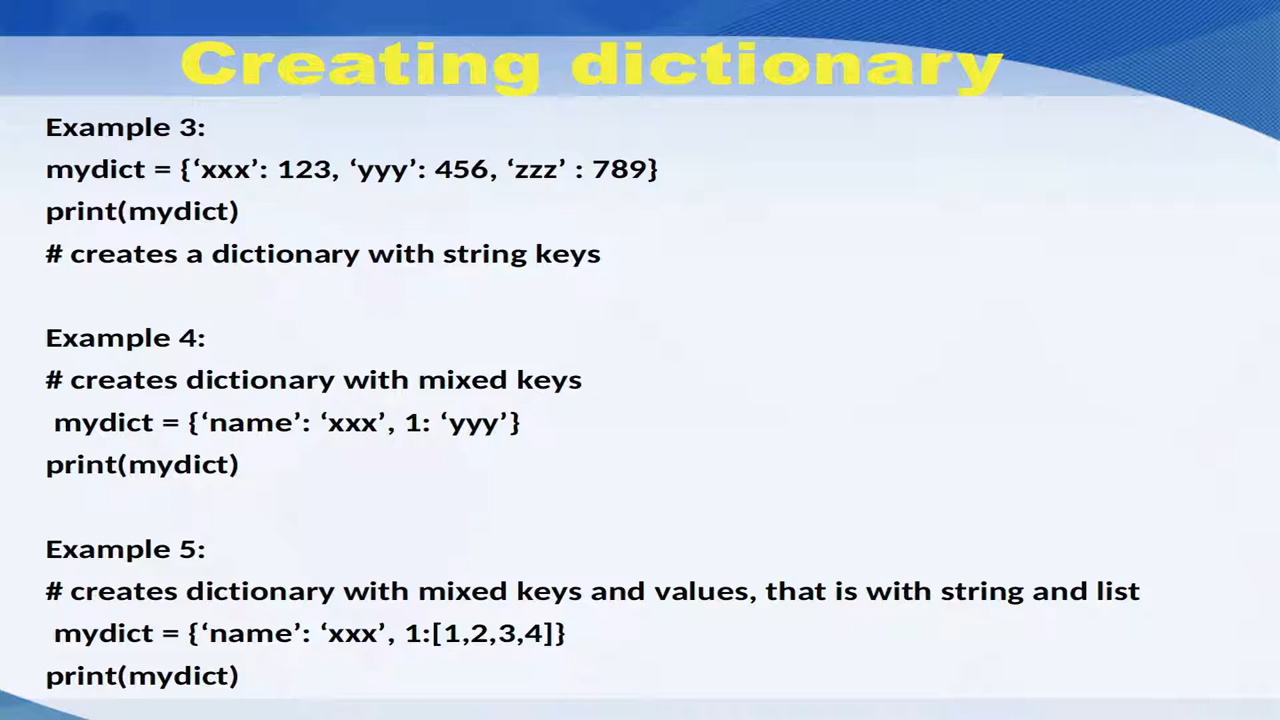 Creating dictionary
Example 3:
mydict = {‘xxx’: 123, ‘yyy’: 456, ‘zzz’ : 789}
print(mydict)
# creates a dictionary with string keys
Example 4:
# creates dictionary with mixed keys
mydict = {‘name’: ‘xxx’, 1: ‘yyy’}
print(mydict)
Example 5:
# creates dictionary with mixed keys and values, that is with string and list
mydict = {‘name’: ‘xxx’, 1:[1,2,3,4]}
print(mydict)